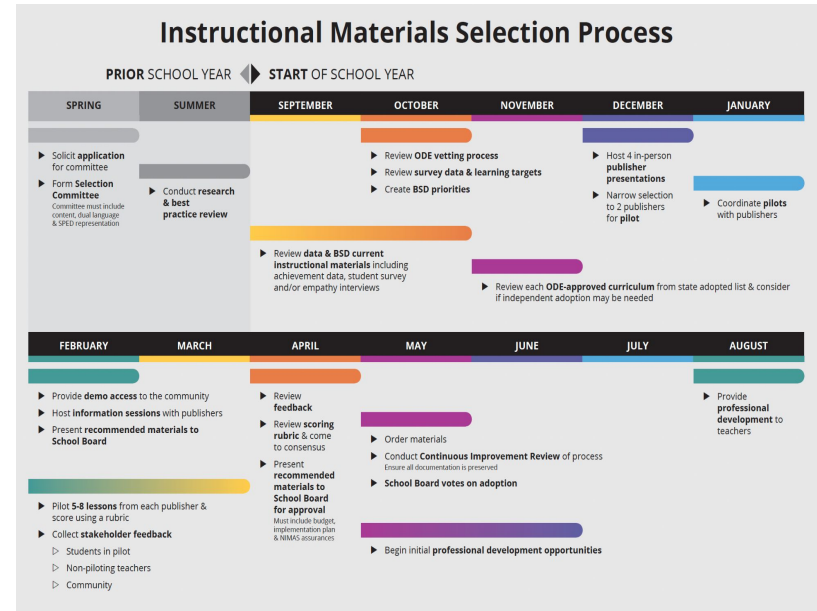 Instructional Materials Selection Process
PRIOR SCHOOL YEAR START OF SCHOOL YEAR
SPRING SUMMER SEPTEMBER OCTOBER NOVEMBER DECEMBER JANUARY
Solicit application
for committee
Form Selection
Committee
Committee must include
content, dual language
& SPED representation
Conduct research
& best
practice review
Review data & BSD current
instructional materials including
achievement data, student survey
and/or empathy interviews
Review ODE vetting process
Review survey data & learning targets
Create BSD priorities
Review each ODE-approved curriculum from state adopted list & consider
if independent adoption may be needed
Host 4 in-person
publisher
presentations
Narrow selection
to 2 publishers
for pilot
Coordinate pilots
with publishers
FEBRUARY MARCH APRIL MAY JUNE JULY AUGUST
Provide demo access to the community
Host information sessions with publishers
Present recommended materials to
School Board
Pilot 5-8 lessons from each publisher &
score using a rubric
Collect stakeholder feedback
Students in pilot
Non-piloting teachers
Community
Review
feedback
Review scoring
rubric & come
to consensus
Present
recommended
materials to
School Board
for approval
Must include budget,
implementation plan
& NIMAS assurances
Order materials
Conduct Continuous Improvement Review of process
Ensure all documentation is preserved
School Board votes on adoption
Begin initial professional development opportunities
Provide
professional
development to
teachers